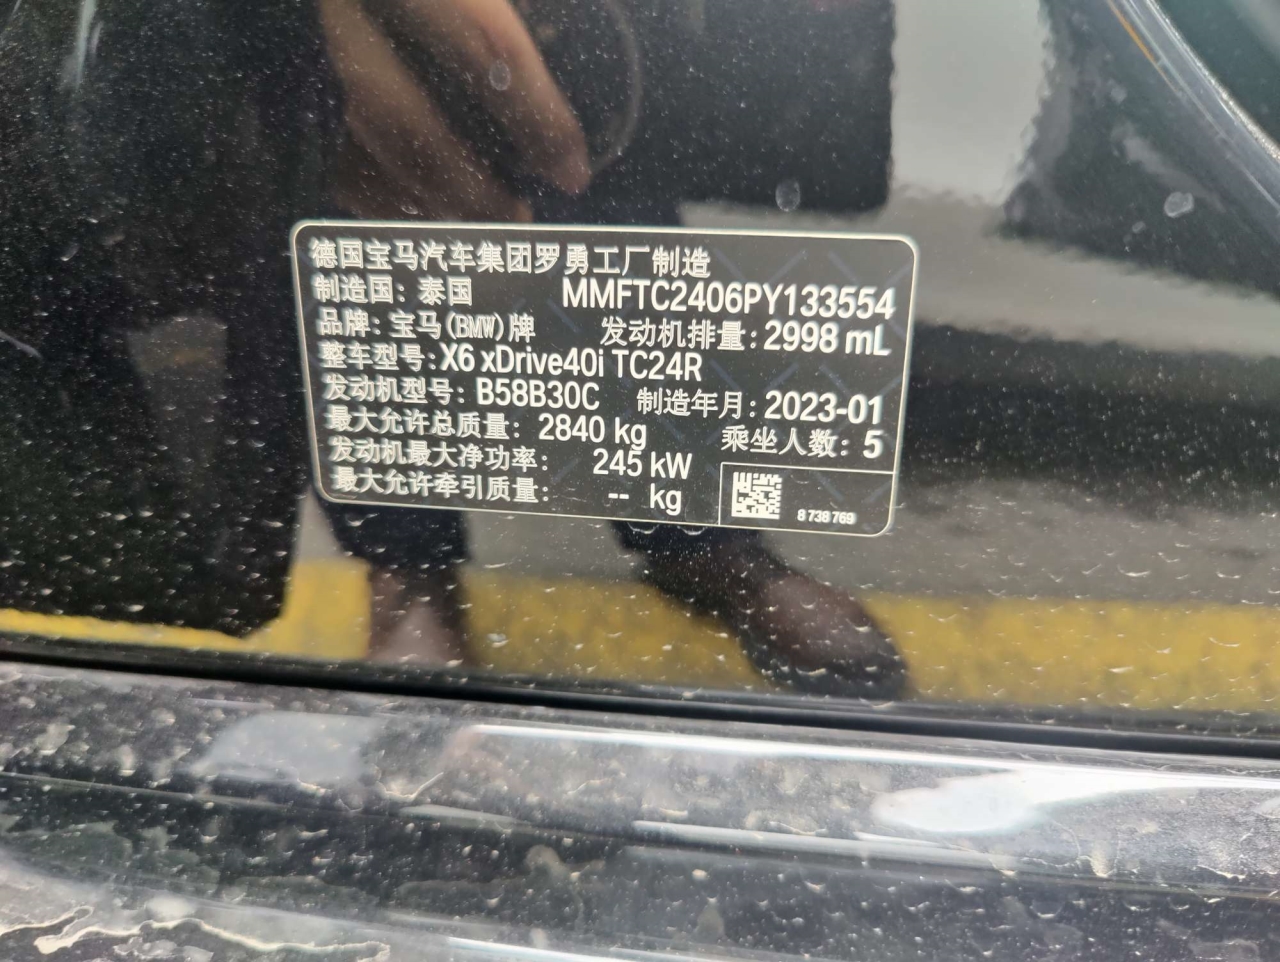 德国宝马汽车集团罗勇工厂制造
制造国：泰国 MMFTC2406PY133554
品牌：宝马(BMW)牌 发动机排量：2998 mL
整车型号：X6 xDrive40i TC24R
发动机型号：B58B30C 制造年月：2023-01
最大允许总质量：2840 kg 乘坐人数：5
发动机最大净功率：245 kW
最大允许牵引质量：-- kg
8 738 769